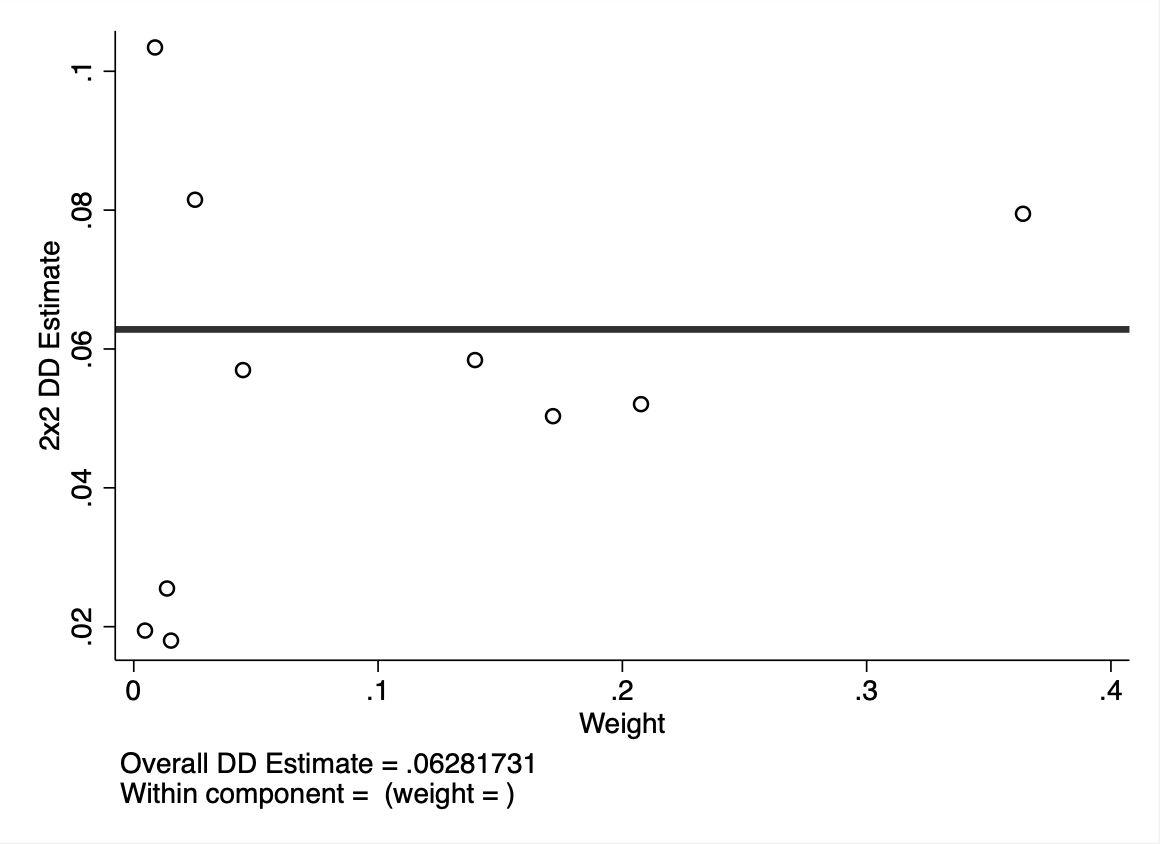 2x2 DD Estimate
.1
.08
.06
.04
.02
0 .1 .2 .3 .4
Weight
Overall DD Estimate = .06281731
Within component =  (weight = )